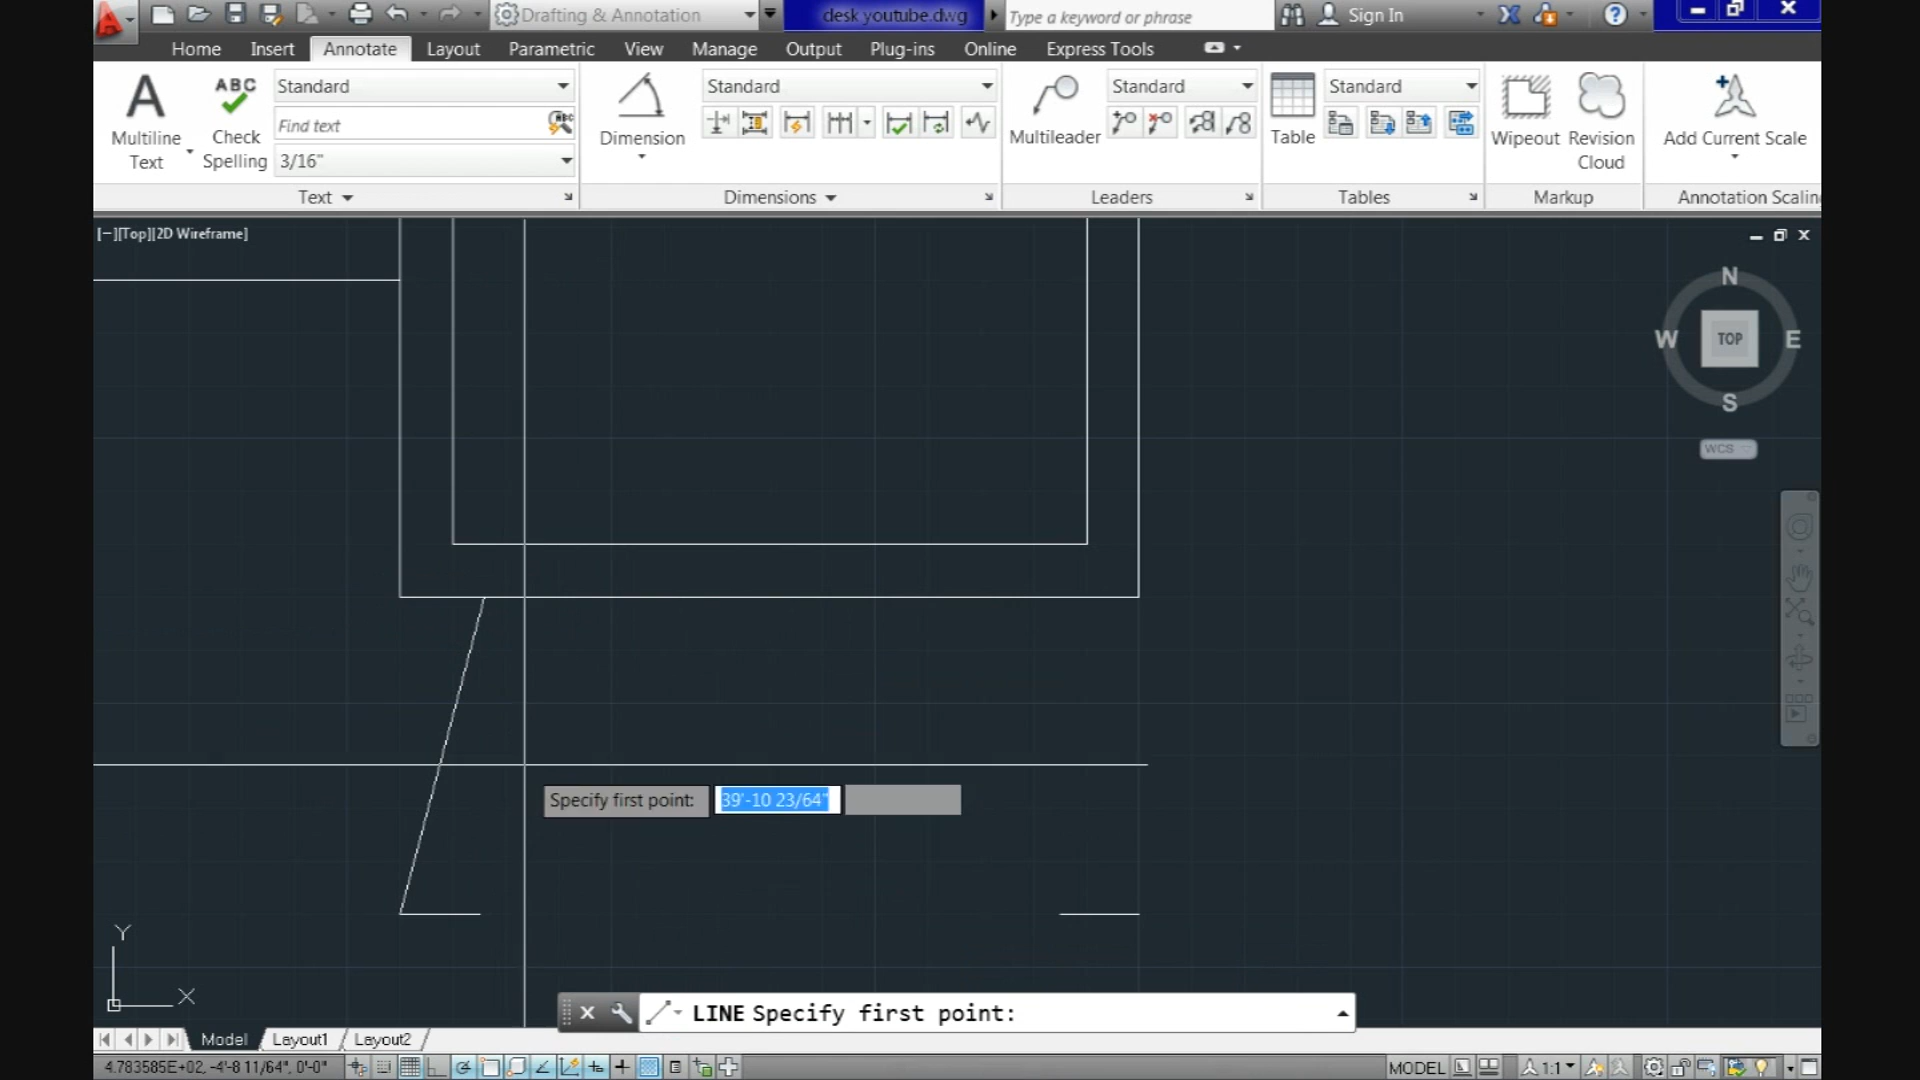 Drafting & Annotation
desk youtube.dwg
Type a keyword or phrase
Sign In
Home
Insert
Annotate
Layout
Parametric
View
Manage
Output
Plug-ins
Online
Express Tools
A
Multiline
Text
ABC
Check
Spelling
Standard
Find text
3/16"
Dimension
Standard
Multileader
Standard
Table
Standard
Wipeout
Revision
Cloud
Add Current Scale
Text
Dimensions
Leaders
Tables
Markup
Annotation Scalin
[−][Top][2D Wireframe]
N
W
TOP
E
S
WCS
Specify first point:
39'-10 23/64"
Y
X
LINE Specify first point:
Model
Layout1
Layout2
4.783585E+02, -4'-8 11/64", 0'-0"
MODEL
1:1